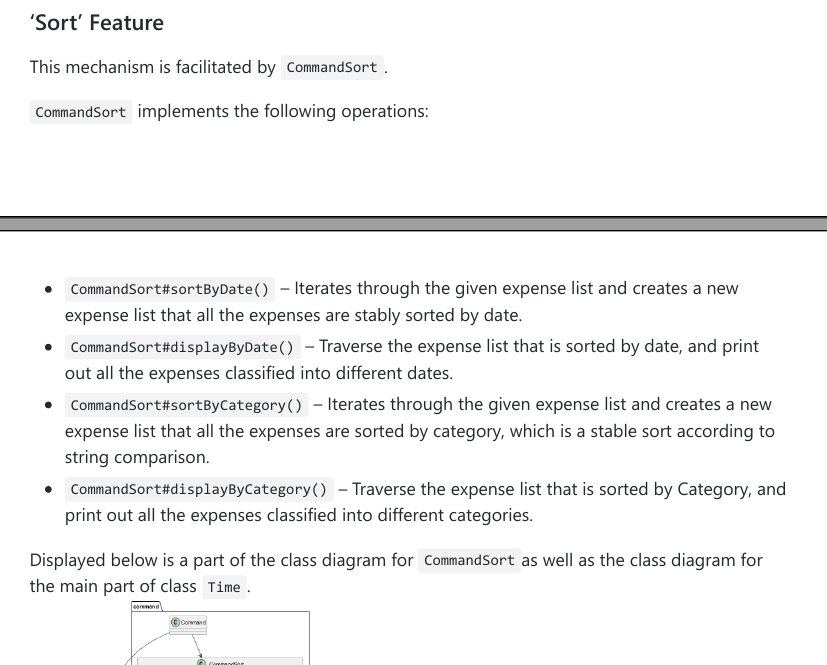 ‘Sort’ Feature
This mechanism is facilitated by CommandSort.
CommandSort implements the following operations:
• CommandSort#sortByDate() – Iterates through the given expense list and creates a new
expense list that all the expenses are stably sorted by date.
• CommandSort#displayByDate() – Traverse the expense list that is sorted by date, and print
out all the expenses classified into different dates.
• CommandSort#sortByCategory() – Iterates through the given expense list and creates a new
expense list that all the expenses are sorted by category, which is a stable sort according to
string comparison.
• CommandSort#displayByCategory() – Traverse the expense list that is sorted by Category, and
print out all the expenses classified into different categories.
Displayed below is a part of the class diagram for CommandSort as well as the class diagram for
the main part of class Time.
command
C Command
C CommandSort